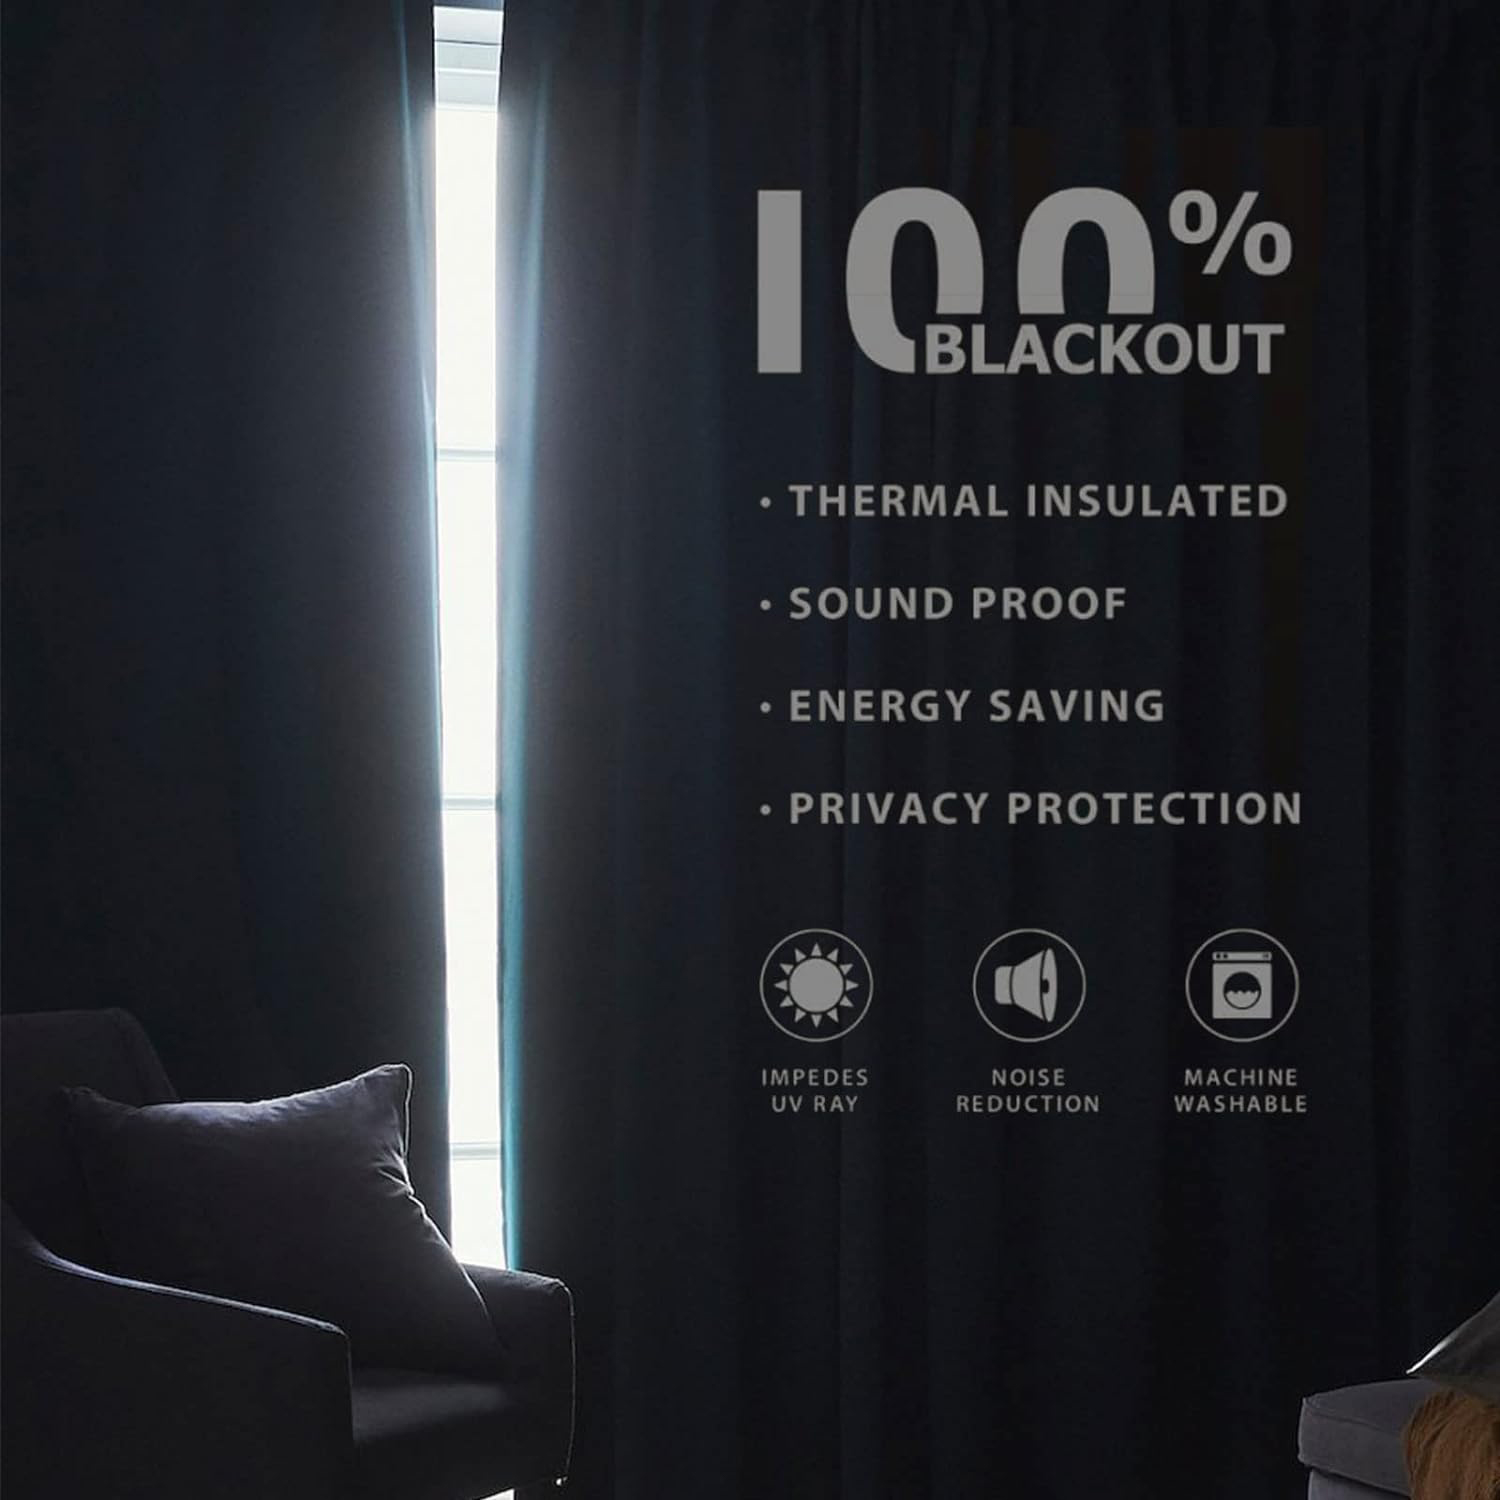 100%
BLACKOUT
• THERMAL INSULATED
• SOUND PROOF
• ENERGY SAVING
• PRIVACY PROTECTION
IMPEDES
UV RAY
NOISE
REDUCTION
MACHINE
WASHABLE